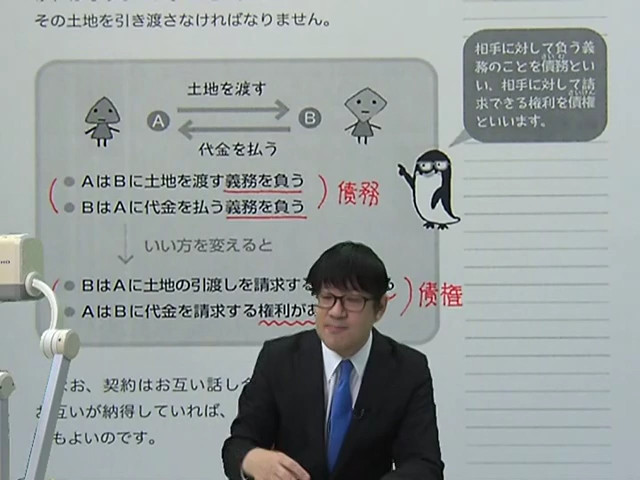 その土地を引き渡さなければなりません。
相手に対して負う義
務のことを債務とい
い、相手に対して請
求できる権利を債権
といいます。
土地を渡す
A
B
代金を払う
AはBに土地を渡す義務を負う
BはAに代金を払う義務を負う
債務
いい方を変えると
BはAに土地の引渡しを請求する
る
AはBに代金を請求する権利があ
債権
なお、契約はお互い話し
お互いが納得していれば、
もよいのです。